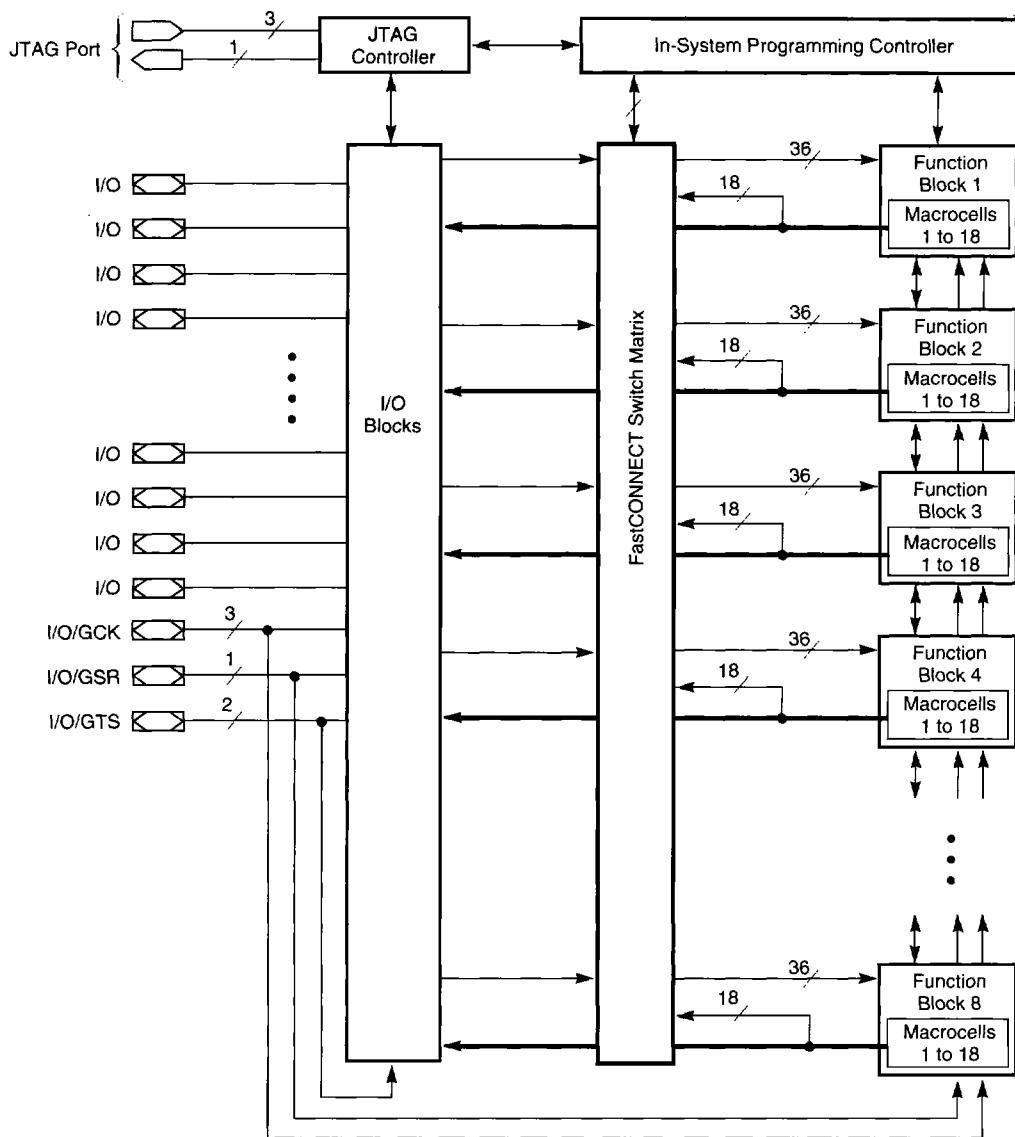 3
JTAG Port
1
JTAG
Controller
In-System Programming Controller
36
Function
Block 1
18
Macrocells
1 to 18
I/O
I/O
I/O
I/O
36
Function
Block 2
18
Macrocells
1 to 18
I/O
Blocks
FastCONNECT Switch Matrix
I/O
I/O
I/O
I/O
36
Function
Block 3
18
Macrocells
1 to 18
I/O/GCK
3
I/O/GSR
1
I/O/GTS
2
36
Function
Block 4
18
Macrocells
1 to 18
36
Function
Block 8
18
Macrocells
1 to 18